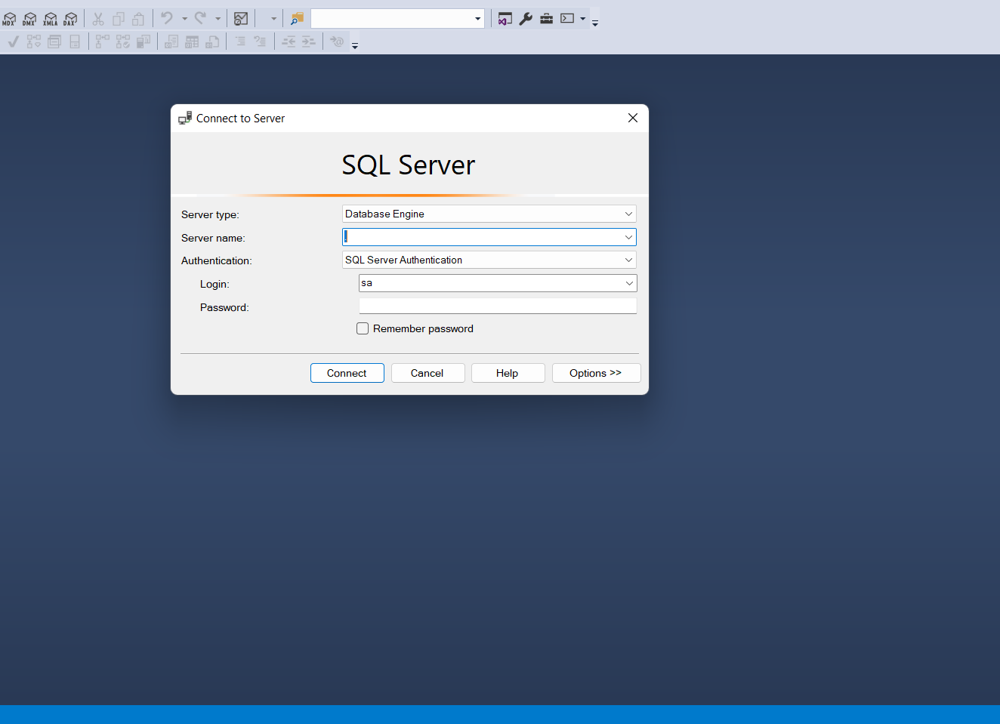 MDX DMX XMLA DAX
Connect to Server
SQL Server
Server type: Database Engine
Server name: .
Authentication: SQL Server Authentication
Login: sa
Password:
Remember password
Connect Cancel Help Options >>